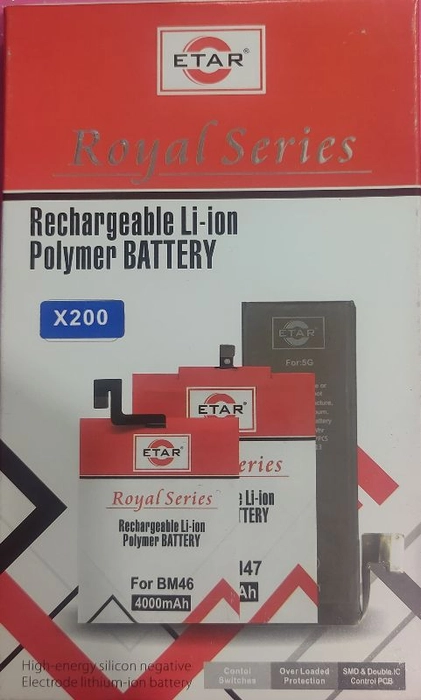 ETAR®
Royal Series
Rechargeable Li-ion
Polymer BATTERY
X200
ETAR
For:5G
ETAR
eries
Li-ion
TERY
47
Ah
ETAR
Royal Series
Rechargeable Li-ion
Polymer BATTERY
For BM46
4000mAh
High-energy silicon negative
Electrode lithium-ion battery
Contol
Switches
Over Loaded
Protection
SMD & Double.IC
Control PCB